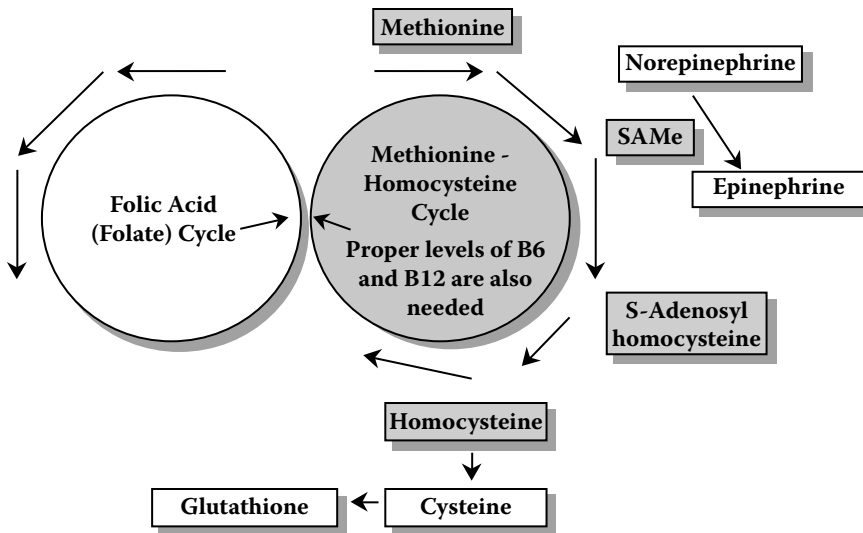 Methionine
Norepinephrine
SAMe
Epinephrine
Folic Acid
(Folate) Cycle
Methionine -
Homocysteine
Cycle
Proper levels of B6
and B12 are also
needed
S-Adenosyl
homocysteine
Homocysteine
Glutathione
Cysteine